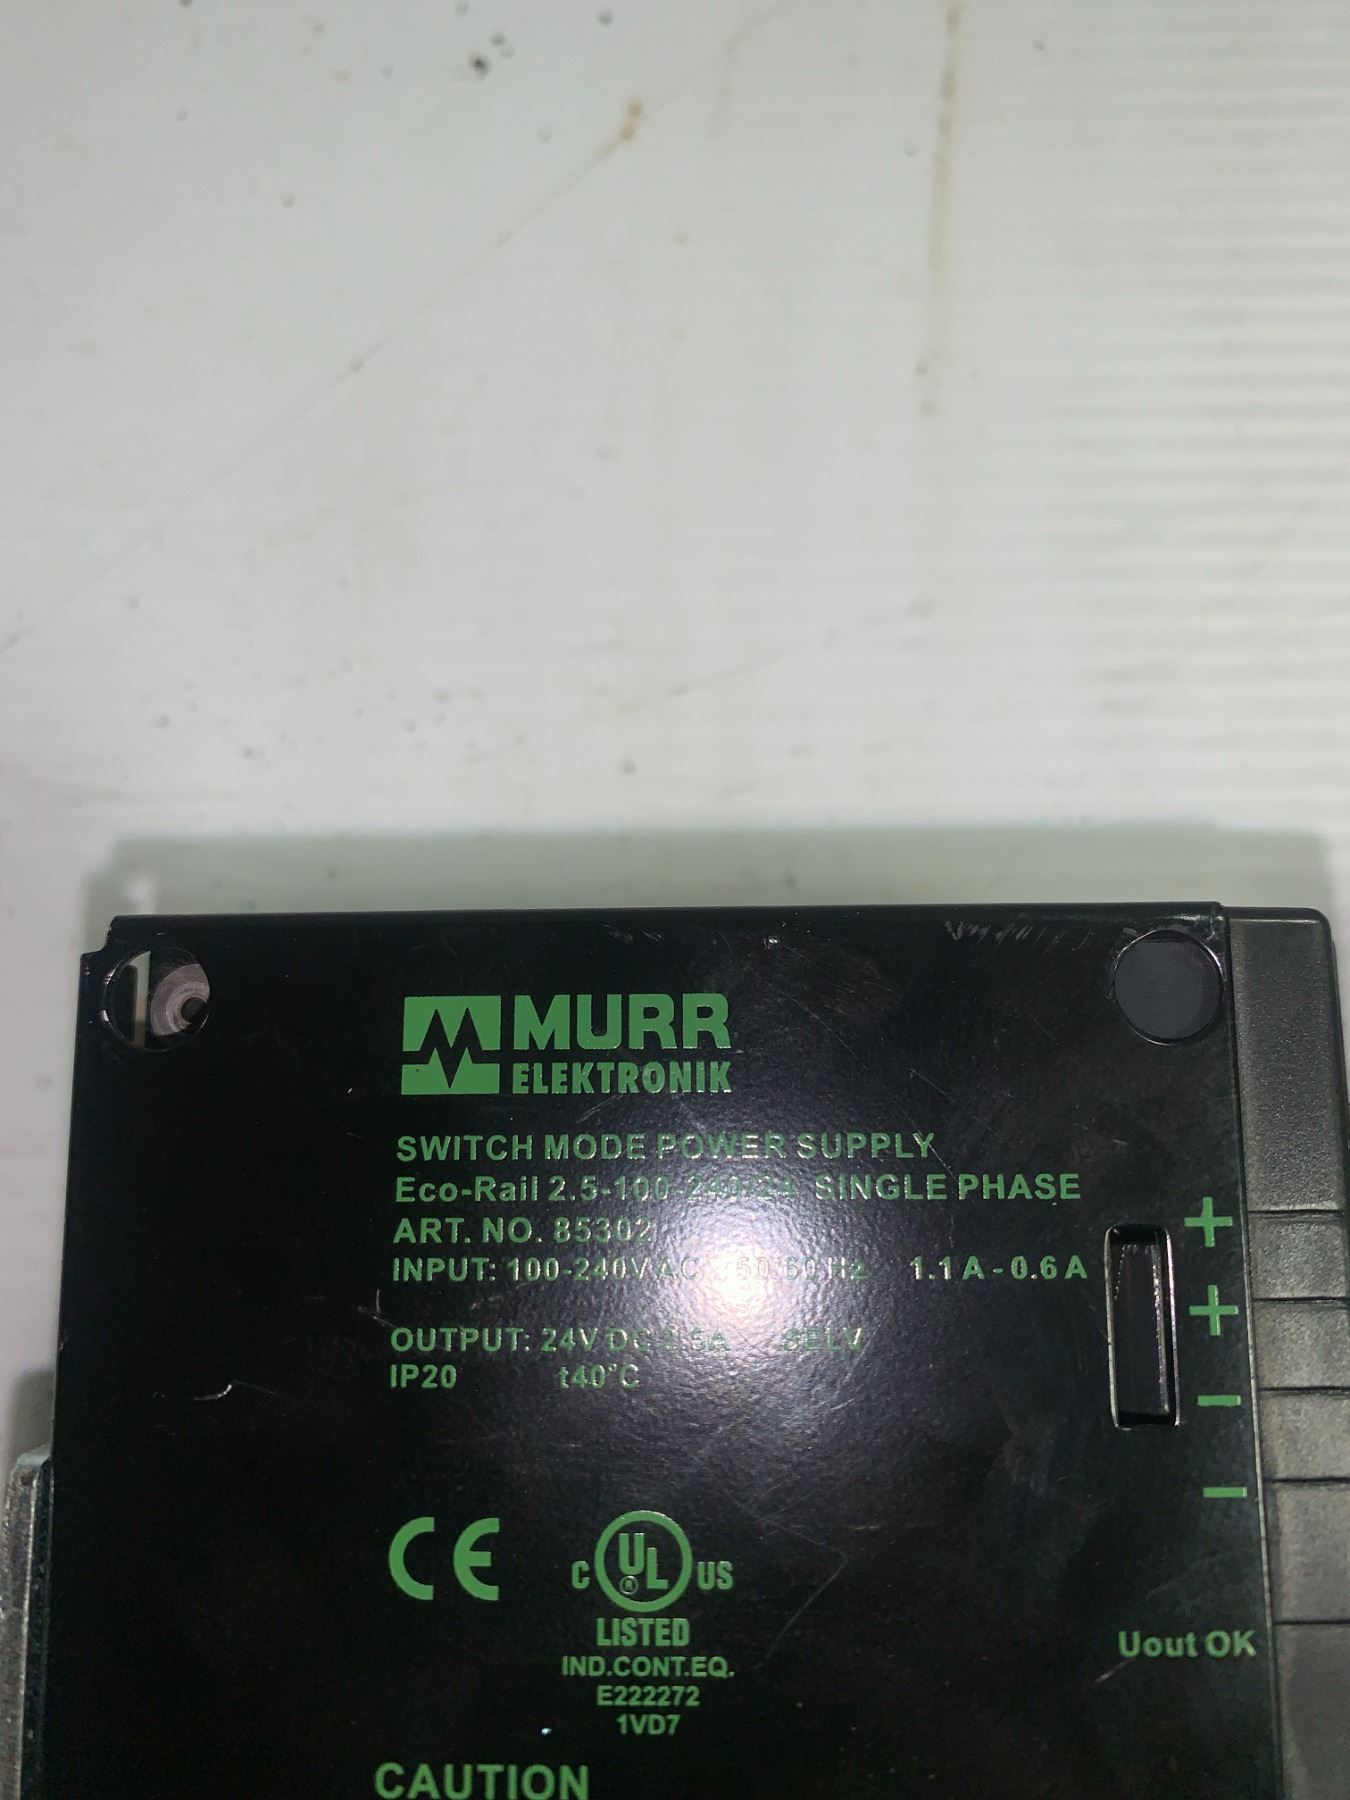 MURR
ELEKTRONIK
SWITCH MODE POWER SUPPLY
Eco-Rail 2.5-100-240/24 SINGLE PHASE
ART. NO. 85302
INPUT: 100-240V AC 50/60 Hz 1.1 A - 0.6 A
OUTPUT: 24V DC 2.5A SELV
IP20 t40°C
+
+
-
-
CE
C UL US
®
LISTED
IND.CONT.EQ.
E222272
1VD7
Uout OK
CAUTION